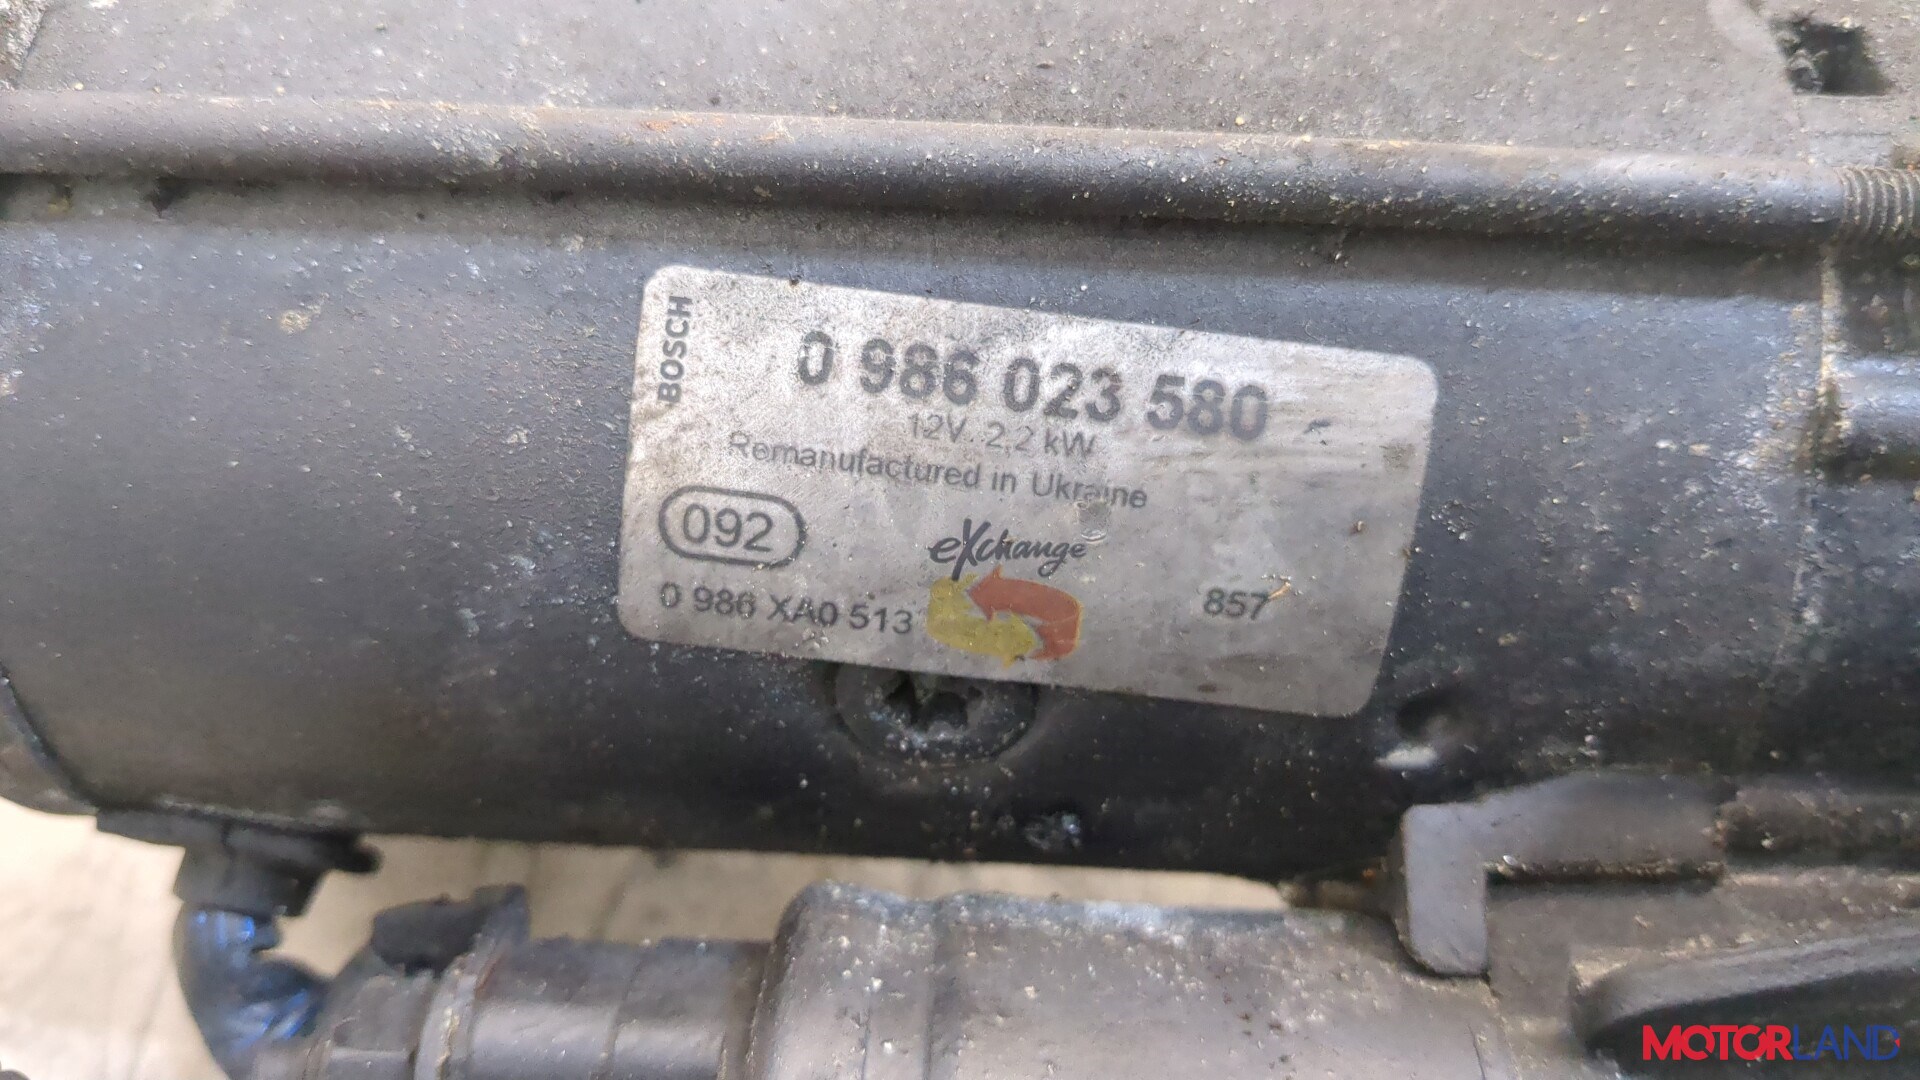 BOSCH
0 986 023 580
12V 2,2 kW
Remanufactured in Ukraine
092
eXchange
0 986 XA0 513
857
MOTORLAND